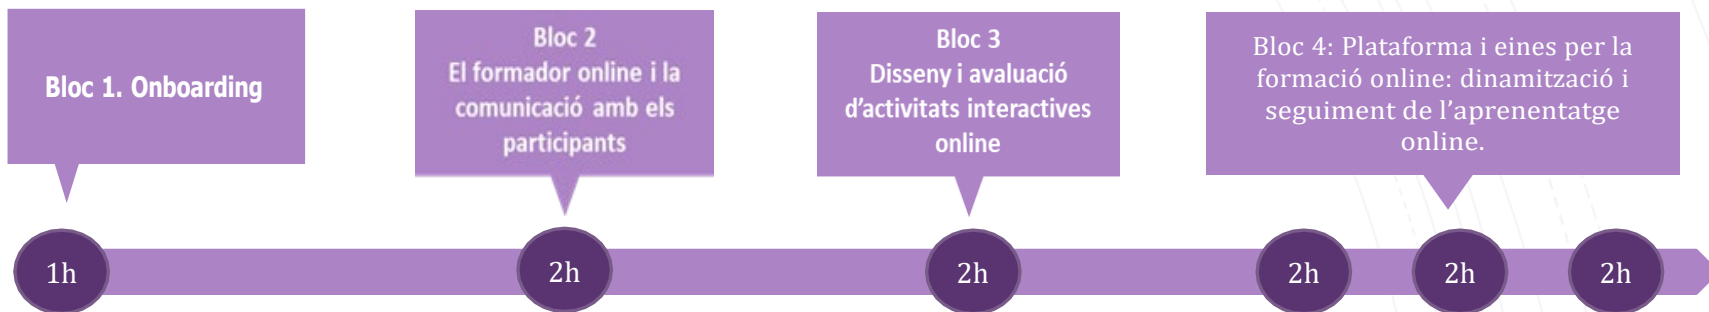 Bloc 1. Onboarding
Bloc 2
El formador online i la
comunicació amb els
participants
Bloc 3
Disseny i avaluació
d’activitats interactives
online
Bloc 4: Plataforma i eines per la
formació online: dinamització i
seguiment de l’aprenentatge
online.
1h
2h
2h
2h
2h
2h